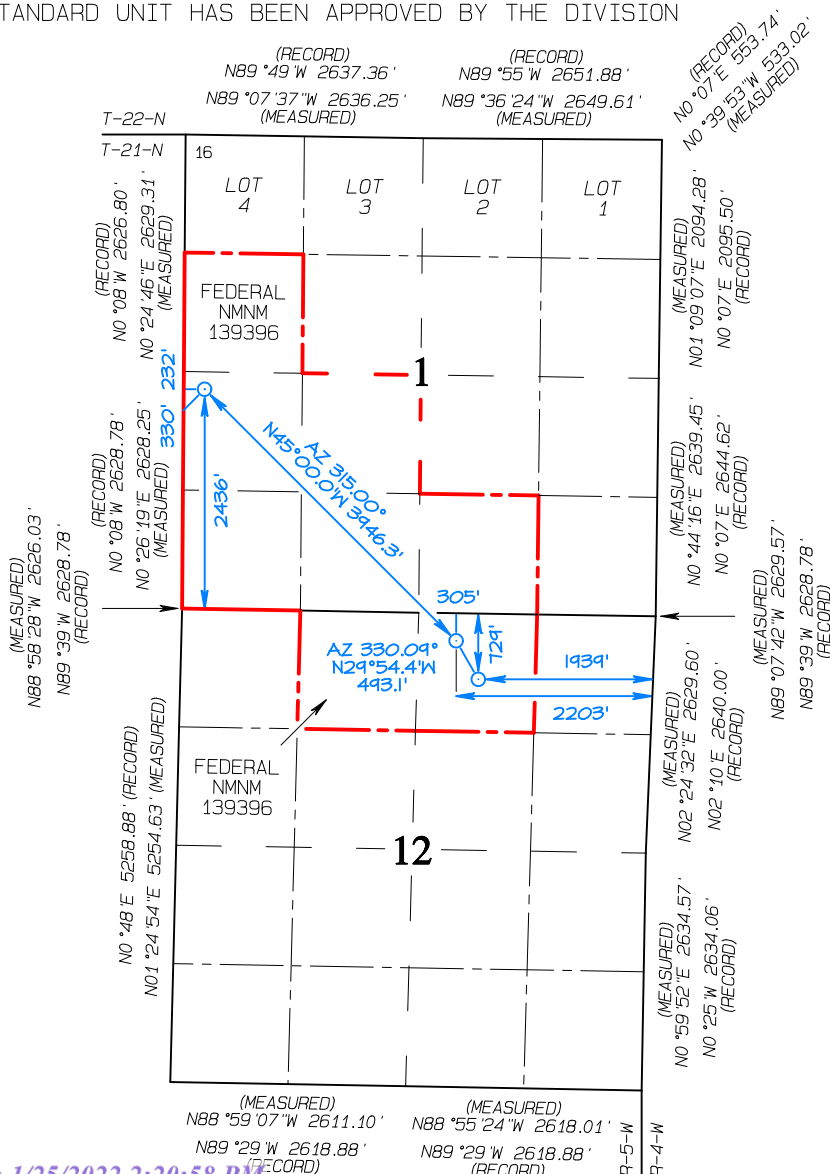 TANDARD UNIT HAS BEEN APPROVED BY THE DIVISION
(RECORD)
N89°49'W 2637.36'
N89°07'37"W 2636.25'
(MEASURED)
(RECORD)
N89°55'W 2651.88'
N89°36'24"W 2649.61'
(MEASURED)
(RECORD)
N0°07'E 553.74'
N0°39'53"W 533.02'
(MEASURED)
T-22-N
T-21-N
16
LOT
4
LOT
3
LOT
2
LOT
1
(RECORD)
N0°08'W 2626.80'
N0°24'46"E 2629.31'
(MEASURED)
(MEASURED)
N01°09'07"E 2094.28'
N0°07'E 2095.50'
(RECORD)
FEDERAL
NMNM
139396
1
232'
330'
2436'
AZ 315.00°
N45°00.0'W 3946.3'
(RECORD)
N0°08'W 2628.78'
N0°26'19"E 2628.25'
(MEASURED)
(MEASURED)
N0°44'16"E 2639.45'
N0°07'E 2644.62'
(RECORD)
(MEASURED)
N88°58'28"W 2626.03'
N89°39'W 2628.78'
(RECORD)
(MEASURED)
N89°07'42"W 2629.57'
N89°39'W 2628.78'
(RECORD)
305'
729'
AZ 330.09°
N29°54.4'W
493.1'
1939'
2203'
(MEASURED)
N02°24'32"E 2629.60'
N02°10'E 2640.00'
(RECORD)
FEDERAL
NMNM
139396
12
N0°48'E 5258.88' (RECORD)
N01°24'54"E 5254.63' (MEASURED)
(MEASURED)
N0°59'52"E 2634.57'
N0°25'W 2634.06'
(RECORD)
(MEASURED)
N88°59'07"W 2611.10'
N89°29'W 2618.88'
(RECORD)
(MEASURED)
N88°55'24"W 2618.01'
N89°29'W 2618.88'
(RECORD)
R-5-W
R-4-W
1/25/2022 2:20:58 PM